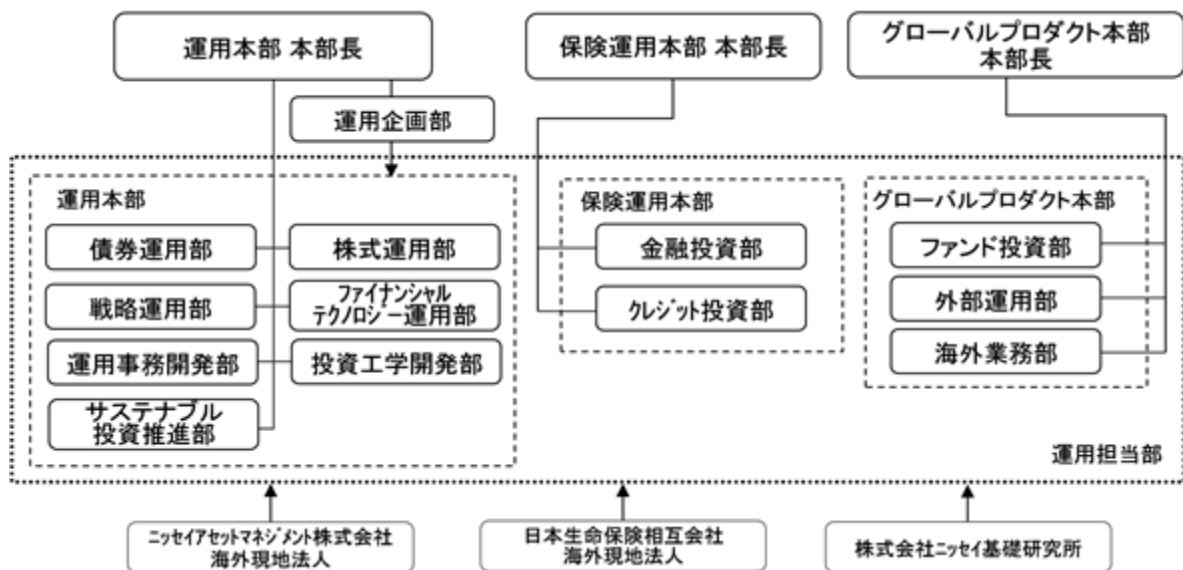 運用本部 本部長
保険運用本部 本部長
グローバルプロダクト本部
本部長
運用企画部
運用本部
債券運用部
株式運用部
戦略運用部
ファイナンシャル
テクノロジー運用部
運用事務開発部
投資工学開発部
サステナブル
投資推進部
保険運用本部
金融投資部
クレジット投資部
グローバルプロダクト本部
ファンド投資部
外部運用部
海外業務部
運用担当部
ニッセイアセットマネジメント株式会社
海外現地法人
日本生命保険相互会社
海外現地法人
株式会社ニッセイ基礎研究所